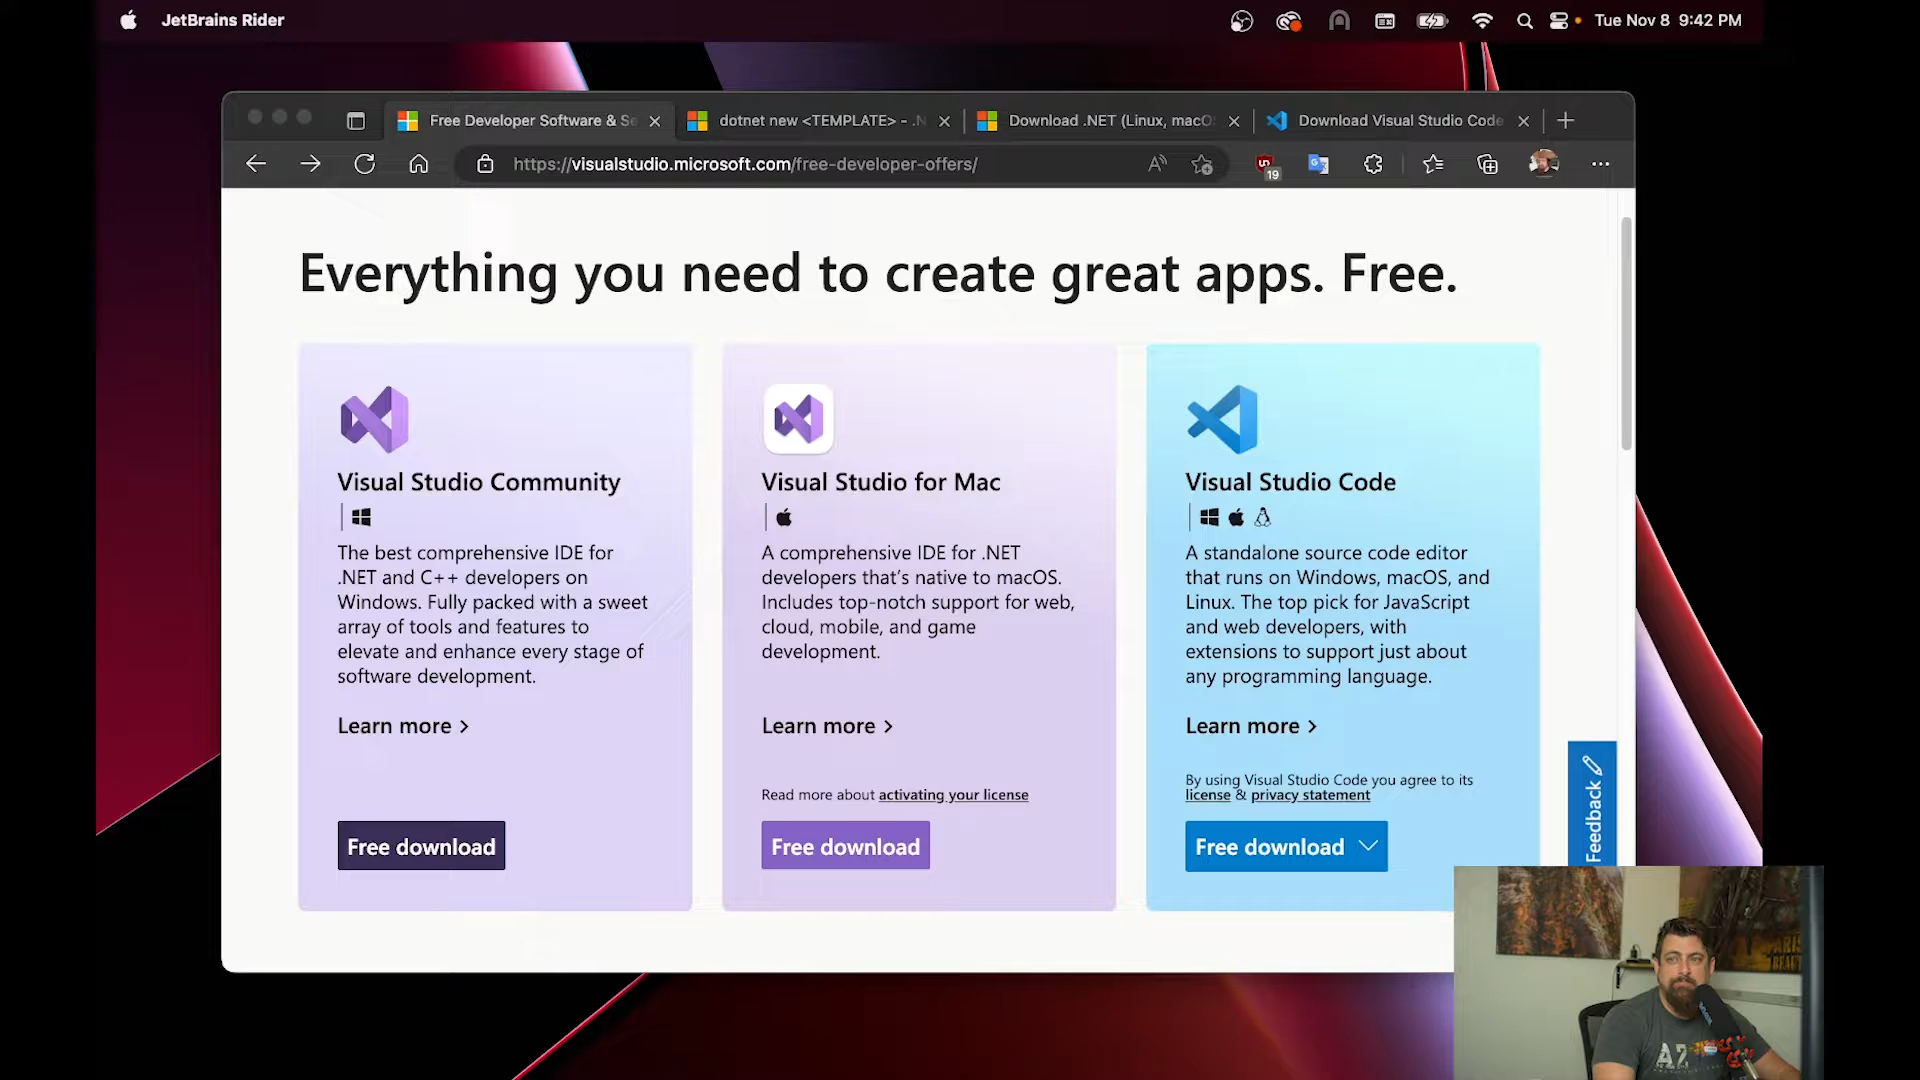 JetBrains Rider
Tue Nov 8 9:42 PM
Free Developer Software & Se
dotnet new <TEMPLATE> - .N
Download .NET (Linux, macO
Download Visual Studio Code
https://visualstudio.microsoft.com/free-developer-offers/
19
Everything you need to create great apps. Free.
Visual Studio Community
The best comprehensive IDE for
.NET and C++ developers on
Windows. Fully packed with a sweet
array of tools and features to
elevate and enhance every stage of
software development.
Learn more >
Free download
Visual Studio for Mac
A comprehensive IDE for .NET
developers that’s native to macOS.
Includes top-notch support for web,
cloud, mobile, and game
development.
Learn more >
Read more about activating your license
Free download
Visual Studio Code
A standalone source code editor
that runs on Windows, macOS, and
Linux. The top pick for JavaScript
and web developers, with
extensions to support just about
any programming language.
Learn more >
By using Visual Studio Code you agree to its
license & privacy statement
Free download
Feedback
A2